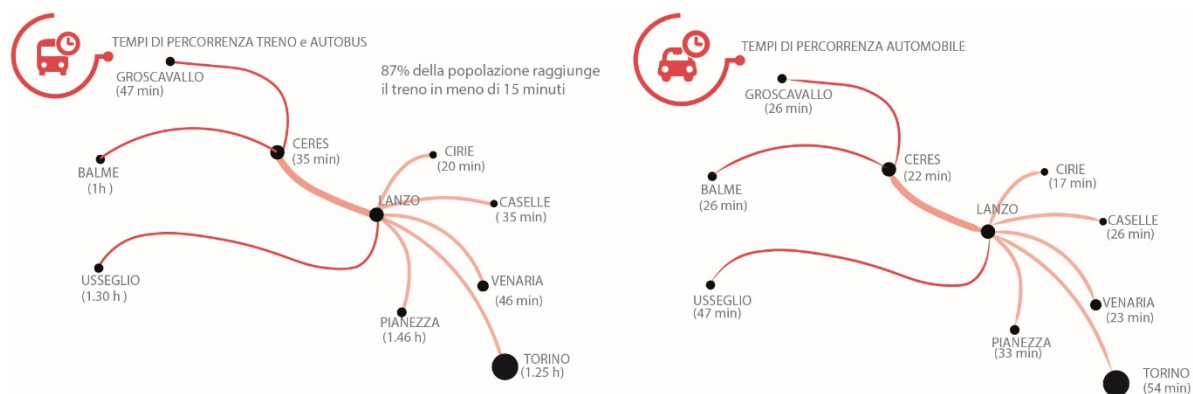 TEMPI DI PERCORRENZA TRENO e AUTOBUS
GROSCAVALLO
(47 min)
87% della popolazione raggiunge
il treno in meno di 15 minuti
CERES
(35 min)
BALME
(1h )
CIRIE
(20 min)
LANZO
CASELLE
( 35 min)
USSEGLIO
(1.30 h )
VENARIA
(46 min)
PIANEZZA
(1.46 h)
TORINO
(1.25 h)
TEMPI DI PERCORRENZA AUTOMOBILE
GROSCAVALLO
(26 min)
CERES
(22 min)
BALME
(26 min)
CIRIE
(17 min)
LANZO
CASELLE
(26 min)
USSEGLIO
(47 min)
VENARIA
(23 min)
PIANEZZA
(33 min)
TORINO
(54 min)